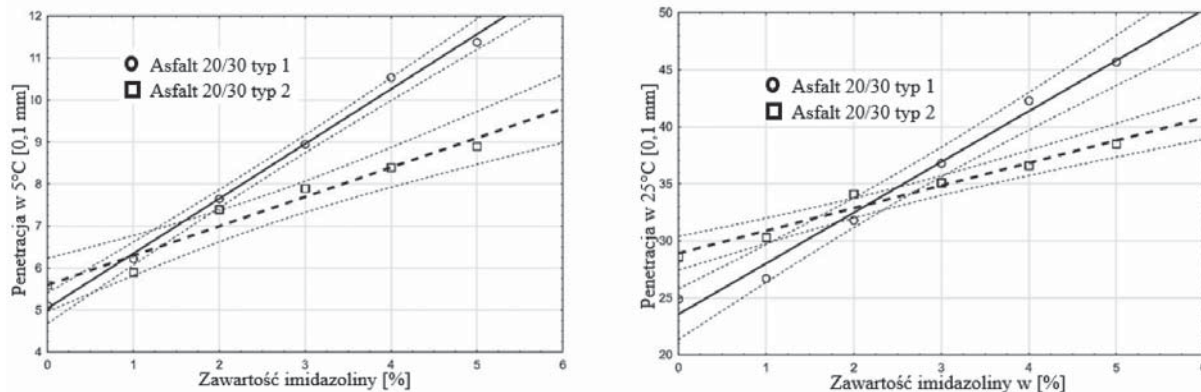 12
11
10
9
8
7
6
5
4
Penetracja w 5°C [0,1 mm]
Asfalt 20/30 typ 1
Asfalt 20/30 typ 2
0 1 2 3 4 5 6
Zawartość imidazoliny [%]
50
45
40
35
30
25
20
Penetracja w 25°C [0,1 mm]
Asfalt 20/30 typ 1
Asfalt 20/30 typ 2
0 1 2 3 4 5
Zawartość imidazoliny w [%]